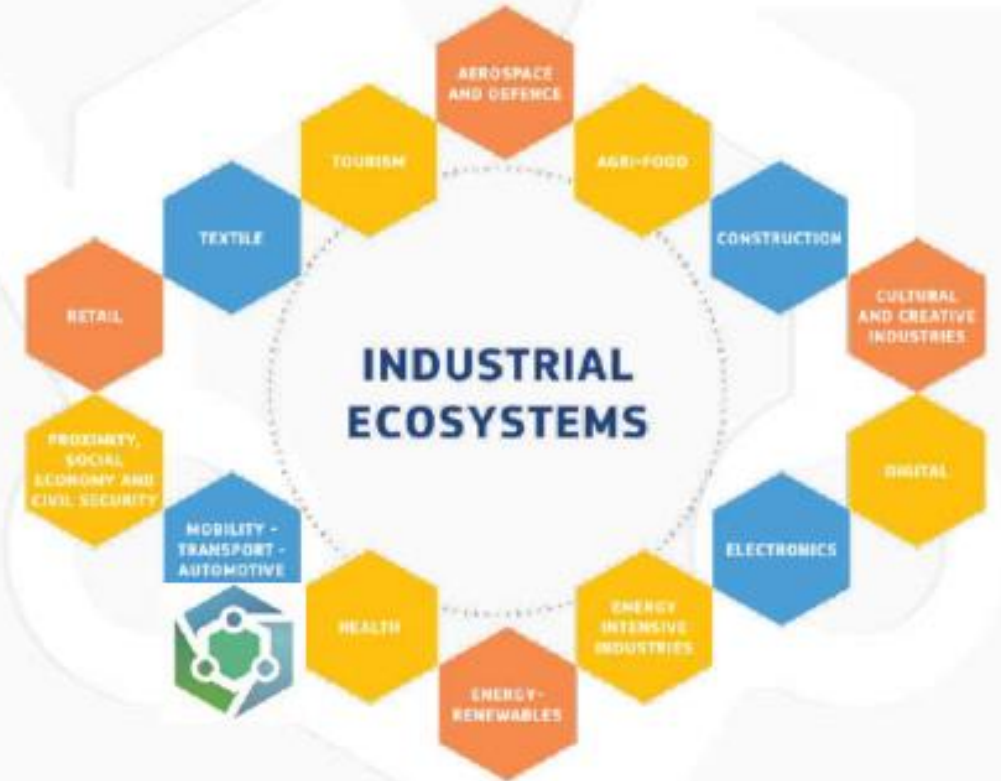 AEROSPACE
AND DEFENCE
TOURISM
AGRI-FOOD
TEXTILE
CONSTRUCTION
RETAIL
CULTURAL
AND CREATIVE
INDUSTRIES
INDUSTRIAL
ECOSYSTEMS
PROXIMITY,
SOCIAL
ECONOMY AND
CIVIL SECURITY
DIGITAL
MOBILITY -
TRANSPORT -
AUTOMOTIVE
ELECTRONICS
HEALTH
ENERGY
INTENSIVE
INDUSTRIES
ENERGY-
RENEWABLES